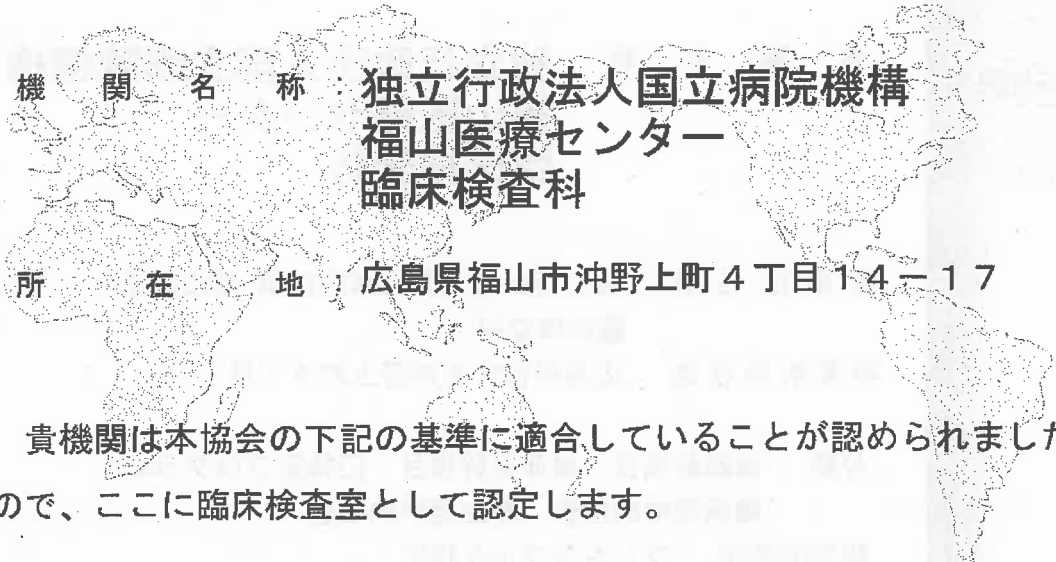 機関名称：独立行政法人国立病院機構
福山医療センター
臨床検査科
所在地：広島県福山市沖野上町４丁目１４－１７
貴機関は本協会の下記の基準に適合していることが認められました
ので、ここに臨床検査室として認定します。